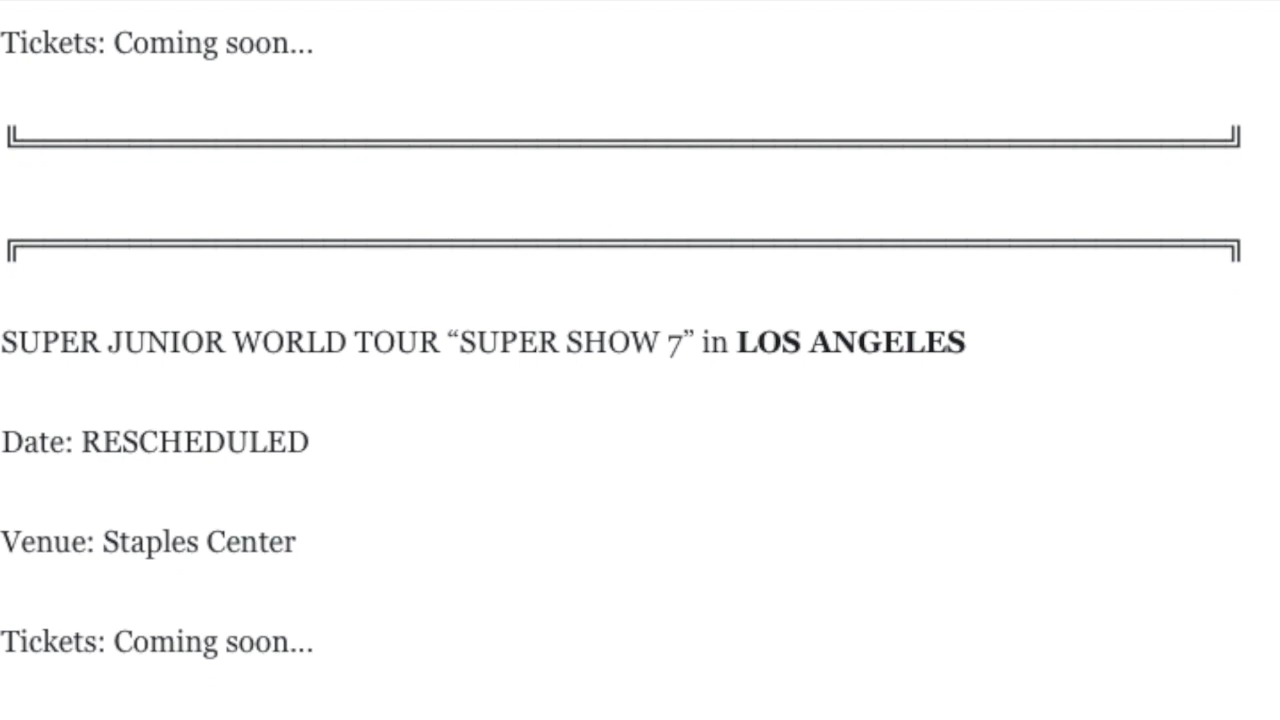 Tickets: Coming soon...
SUPER JUNIOR WORLD TOUR “SUPER SHOW 7” in LOS ANGELES
Date: RESCHEDULED
Venue: Staples Center
Tickets: Coming soon...